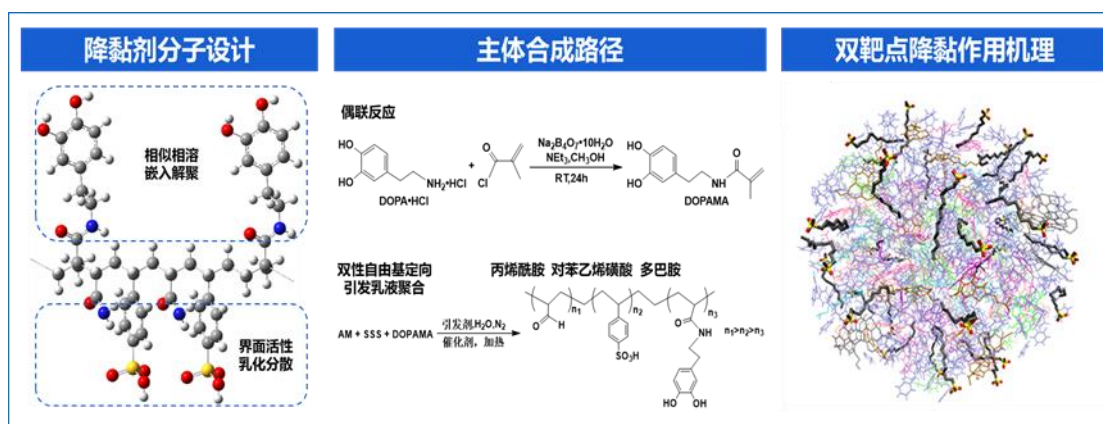 降黏剂分子设计
相似相溶
嵌入解聚
界面活性
乳化分散
主体合成路径
偶联反应
HO
HO
NH₂•HCl
DOPA•HCl
+
O
Cl
Na₂B₄O₇•10H₂O
NEt₃,CH₃OH
RT,24h
HO
HO
O
N
H
DOPAMA
双性自由基定向
引发乳液聚合
AM + SSS + DOPAMA
引发剂,H₂O,N₂
催化剂，加热
丙烯酰胺 对苯乙烯磺酸 多巴胺
n₁
n₂
n₃
O
H
SO₃H
O
NH
HO
OH
n₁>n₂>n₃
双靶点降黏作用机理